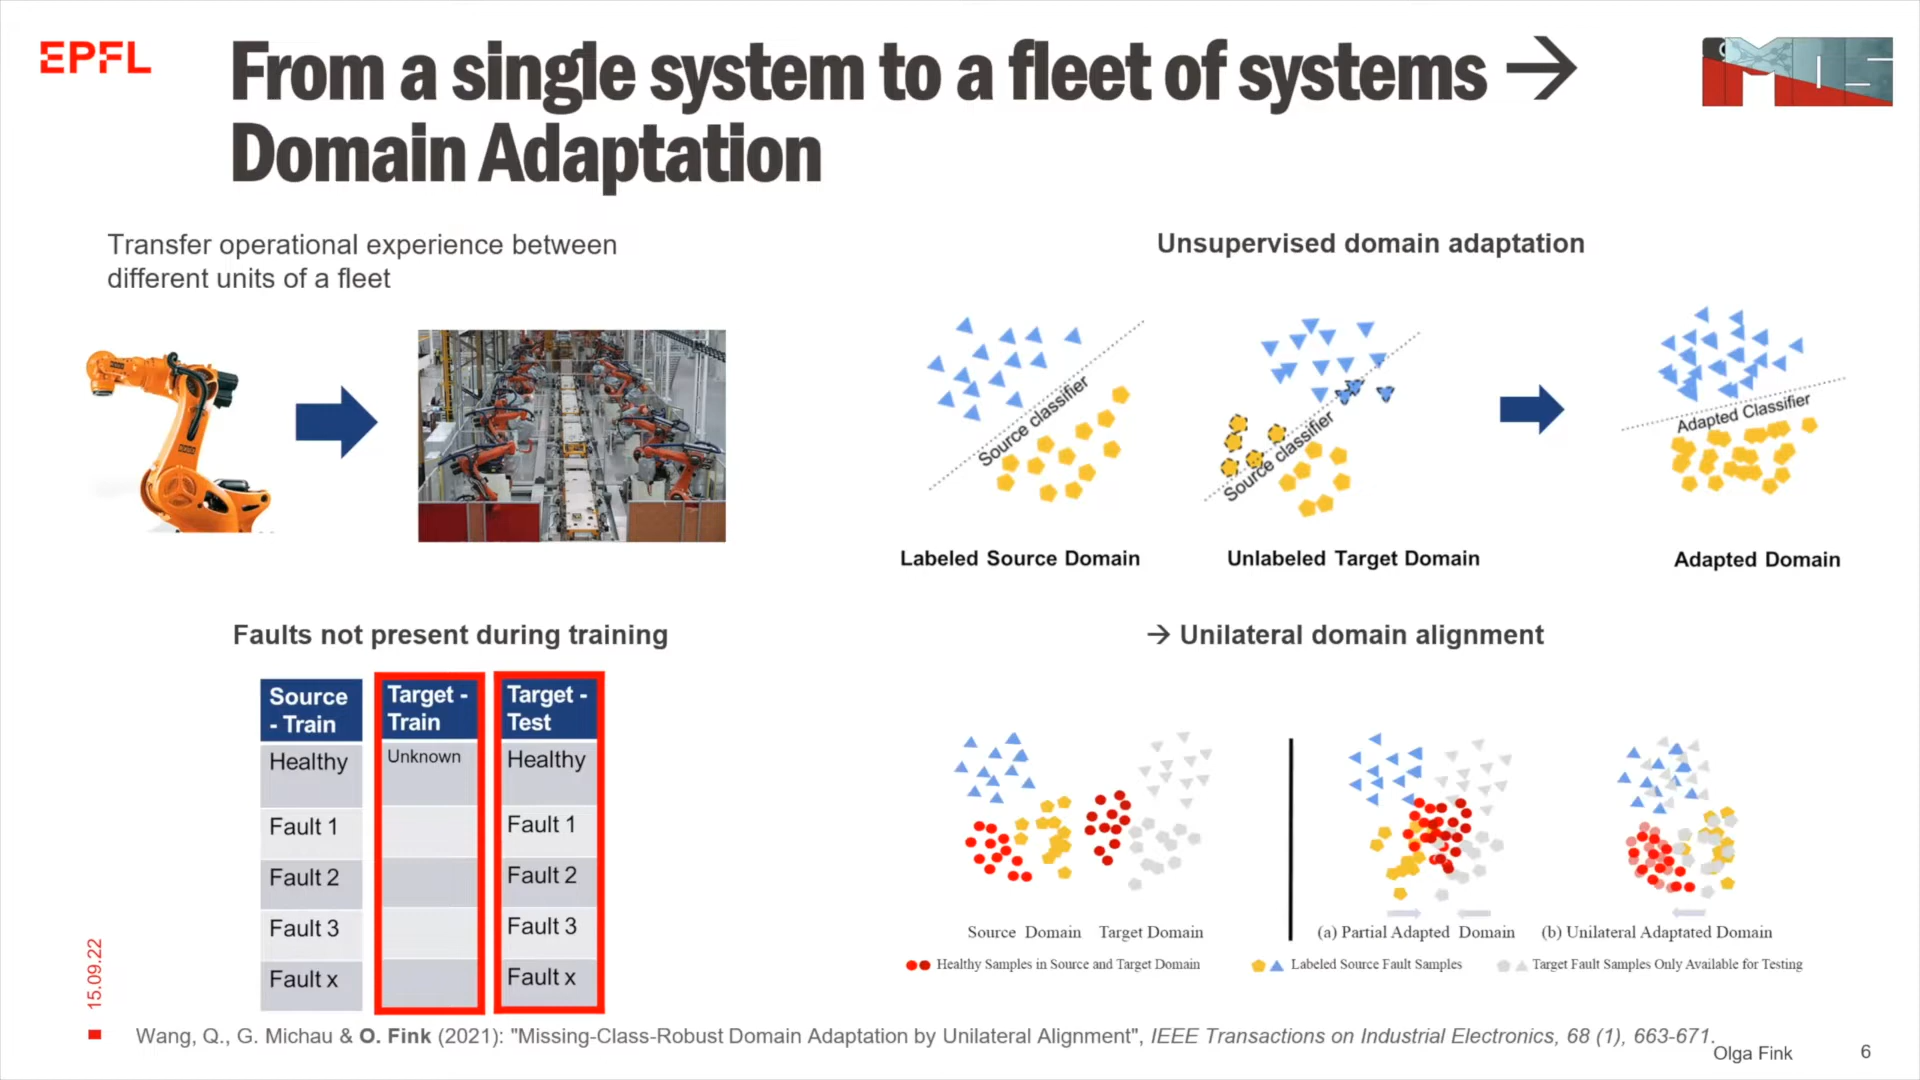 EPFL
From a single system to a fleet of systems →
Domain Adaptation
Transfer operational experience between
different units of a fleet
Unsupervised domain adaptation
Source classifier
Source classifier
Adapted Classifier
Labeled Source Domain
Unlabeled Target Domain
Adapted Domain
Faults not present during training
→ Unilateral domain alignment
Source
- Train
Target -
Train
Target -
Test
Healthy
Unknown
Healthy
Fault 1
Fault 1
Fault 2
Fault 2
Fault 3
Fault 3
Fault x
Fault x
Source Domain
Target Domain
(a) Partial Adapted Domain
(b) Unilateral Adaptated Domain
Healthy Samples in Source and Target Domain
Labeled Source Fault Samples
Target Fault Samples Only Available for Testing
15.09.22
Wang, Q., G. Michau & O. Fink (2021): "Missing-Class-Robust Domain Adaptation by Unilateral Alignment", IEEE Transactions on Industrial Electronics, 68 (1), 663-671.
Olga Fink
6